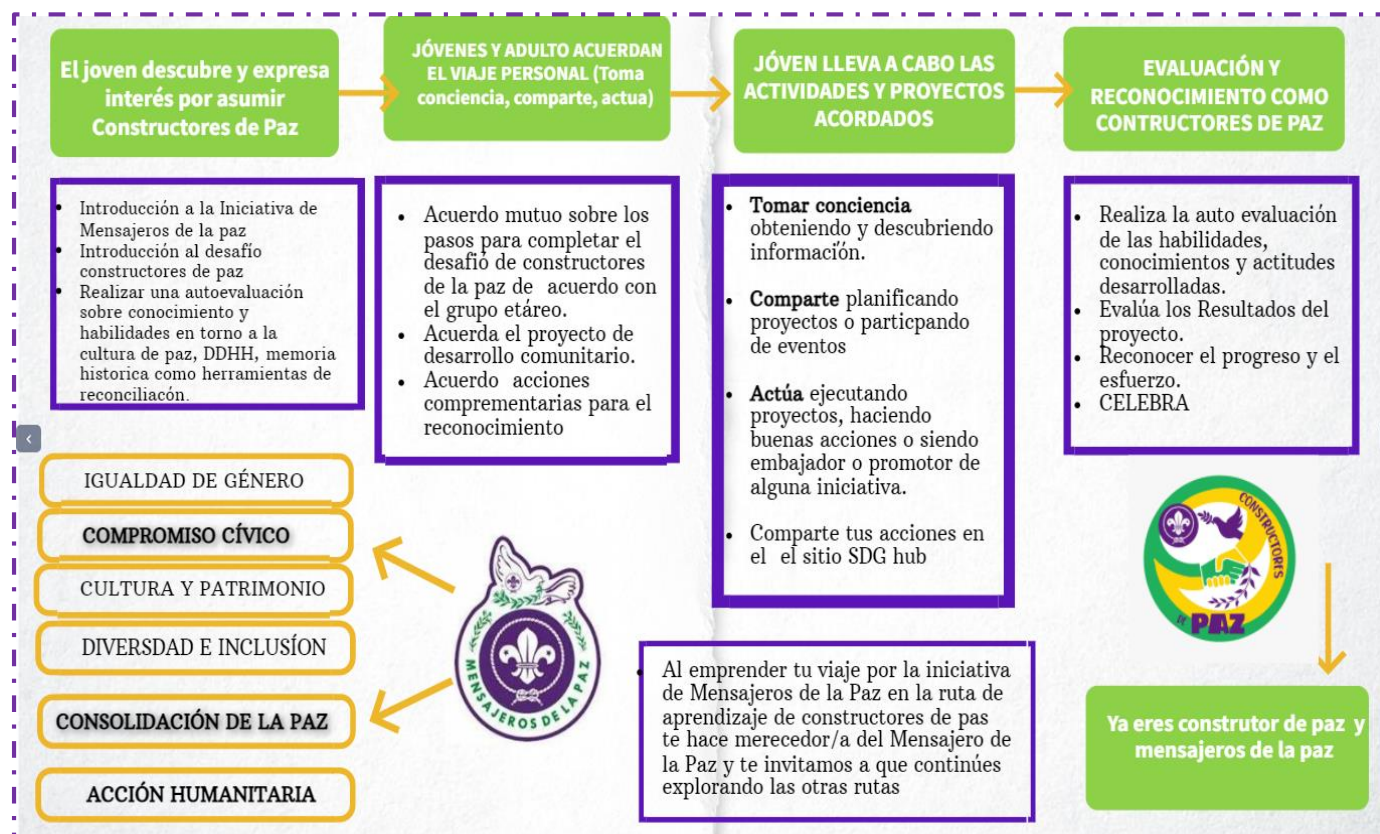 El joven descubre y expresa
interés por asumir
Constructores de Paz
JÓVENES Y ADULTO ACUERDAN
EL VIAJE PERSONAL (Toma
conciencia, comparte, actua)
JÓVEN LLEVA A CABO LAS
ACTIVIDADES Y PROYECTOS
ACORDADOS
EVALUACIÓN Y
RECONOCIMIENTO COMO
CONTRUCTORES DE PAZ
• Introducción a la Iniciativa de
Mensajeros de la paz
• Introducción al desafío
constructores de paz
• Realizar una autoevaluación
sobre conocimiento y
habilidades en torno a la
cultura de paz, DDHH, memoria
historica como herramientas de
reconciliacón.
• Acuerdo mutuo sobre los
pasos para completar el
desafió de constructores
de la paz de acuerdo con
el grupo etáreo.
• Acuerda el proyecto de
desarrollo comunitario.
• Acuerdo acciones
comprementarias para el
reconocimiento
• Tomar conciencia
obteniendo y descubriendo
información.
• Comparte planificando
proyectos o particpando
de eventos
• Actúa ejecutando
proyectos, haciendo
buenas acciones o siendo
embajador o promotor de
alguna iniciativa.
• Comparte tus acciones en
el el sitio SDG hub
• Realiza la auto evaluación
de las habilidades,
conocimientos y actitudes
desarrolladas.
• Evalúa los Resultados del
proyecto.
• Reconocer el progreso y el
esfuerzo.
• CELEBRA
IGUALDAD DE GÉNERO
COMPROMISO CÍVICO
CULTURA Y PATRIMONIO
DIVERSDAD E INCLUSÍON
CONSOLIDACIÓN DE LA PAZ
ACCIÓN HUMANITARIA
MENSAJEROS DE LA PAZ
• Al emprender tu viaje por la iniciativa
de Mensajeros de la Paz en la ruta de
aprendizaje de constructores de pas
te hace merecedor/a del Mensajero de
la Paz y te invitamos a que continúes
explorando las otras rutas
CONSTRUCTORES
DE PAZ
Ya eres construtor de paz y
mensajeros de la paz